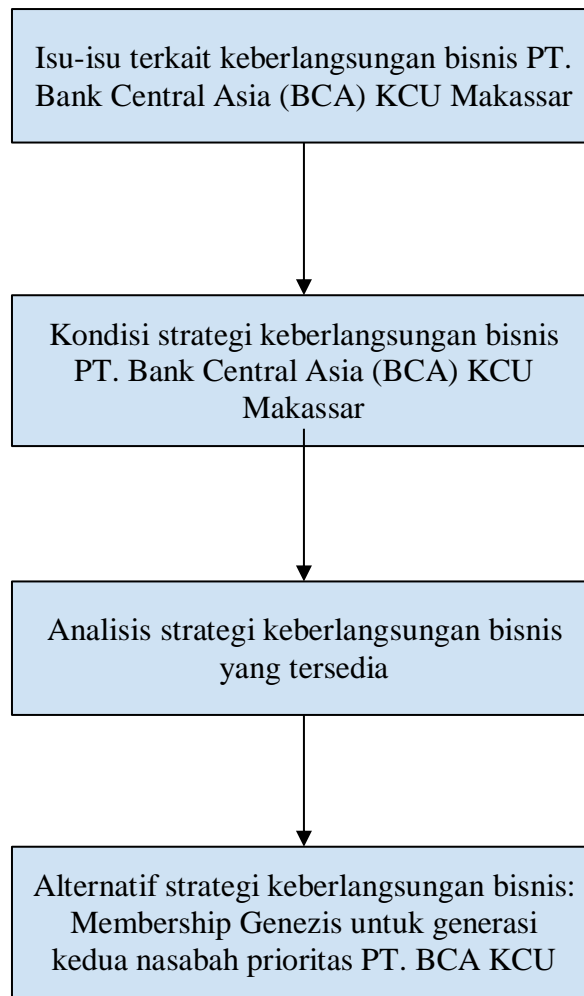 Isu-isu terkait keberlangsungan bisnis PT.
Bank Central Asia (BCA) KCU Makassar
Kondisi strategi keberlangsungan bisnis
PT. Bank Central Asia (BCA) KCU
Makassar
Analisis strategi keberlangsungan bisnis
yang tersedia
Alternatif strategi keberlangsungan bisnis:
Membership Genezis untuk generasi
kedua nasabah prioritas PT. BCA KCU